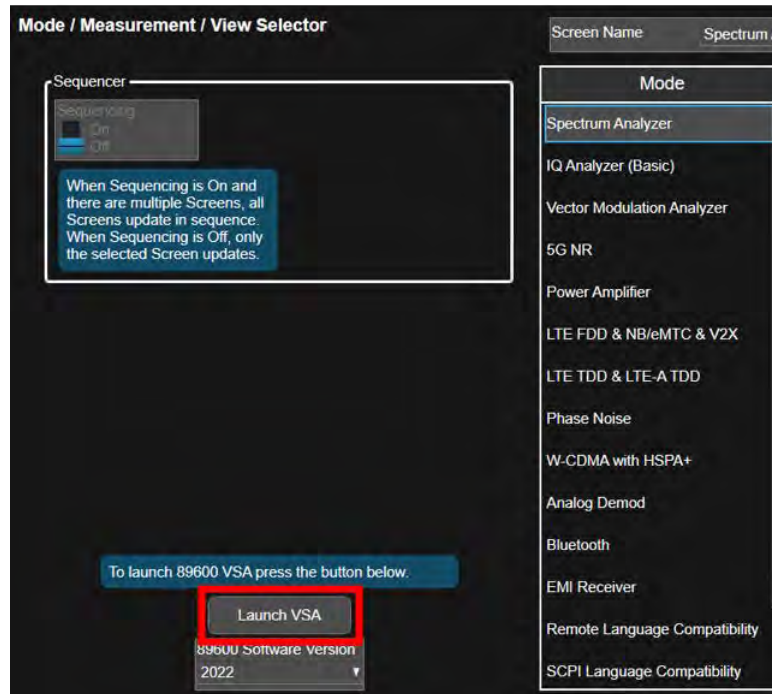 Mode / Measurement / View Selector
Screen Name
Spectrum
Sequencer
Sequencing
On
Off
When Sequencing is On and
there are multiple Screens, all
Screens update in sequence.
When Sequencing is Off, only
the selected Screen updates.
Mode
Spectrum Analyzer
IQ Analyzer (Basic)
Vector Modulation Analyzer
5G NR
Power Amplifier
LTE FDD & NB/eMTC & V2X
LTE TDD & LTE-A TDD
Phase Noise
W-CDMA with HSPA+
Analog Demod
Bluetooth
EMI Receiver
Remote Language Compatibility
SCPI Language Compatibility
To launch 89600 VSA press the button below.
Launch VSA
89600 Software Version
2022